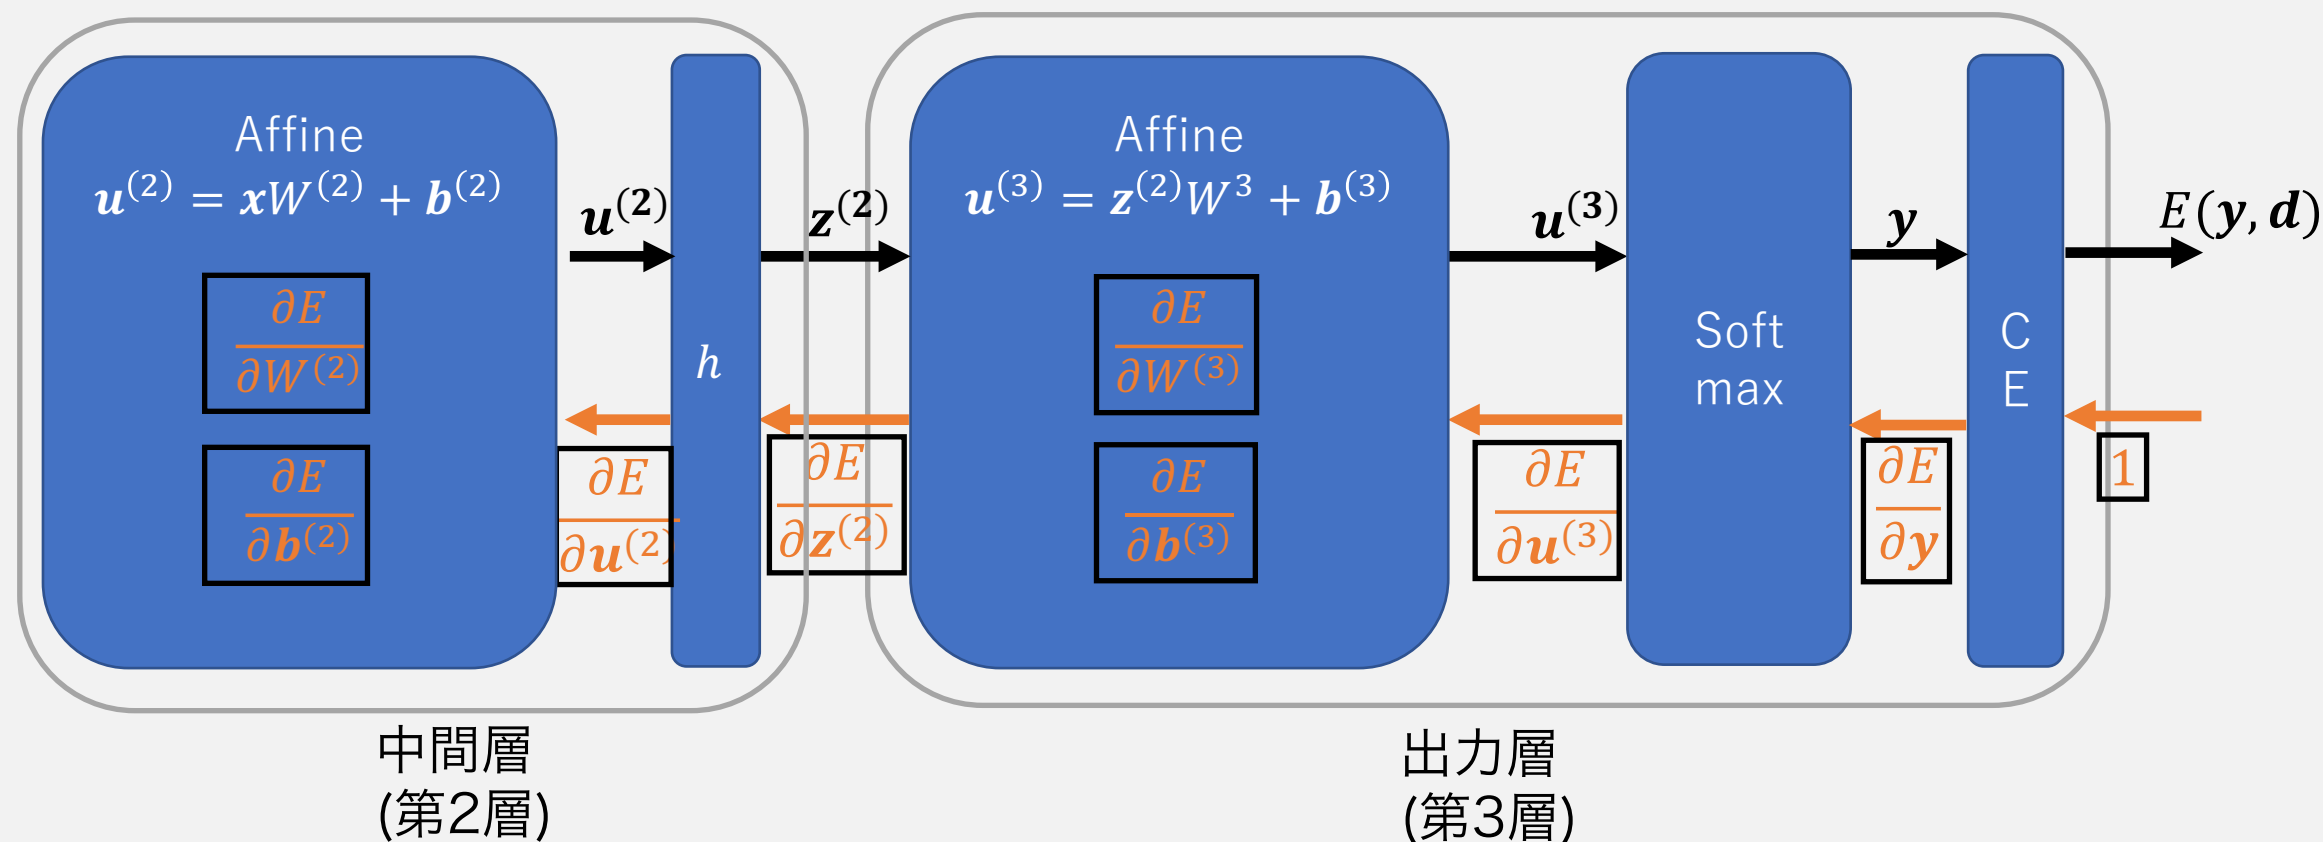 Affine
u^(2) = xW^(2) + b^(2)
∂E/∂W^(2)
∂E/∂b^(2)
u^(2)
∂E/∂u^(2)
h
z^(2)
∂E/∂z^(2)
Affine
u^(3) = z^(2)W^3 + b^(3)
∂E/∂W^(3)
∂E/∂b^(3)
u^(3)
∂E/∂u^(3)
Soft
max
y
∂E/∂y
C
E
E(y, d)
1
中間層
(第2層)
出力層
(第3層)